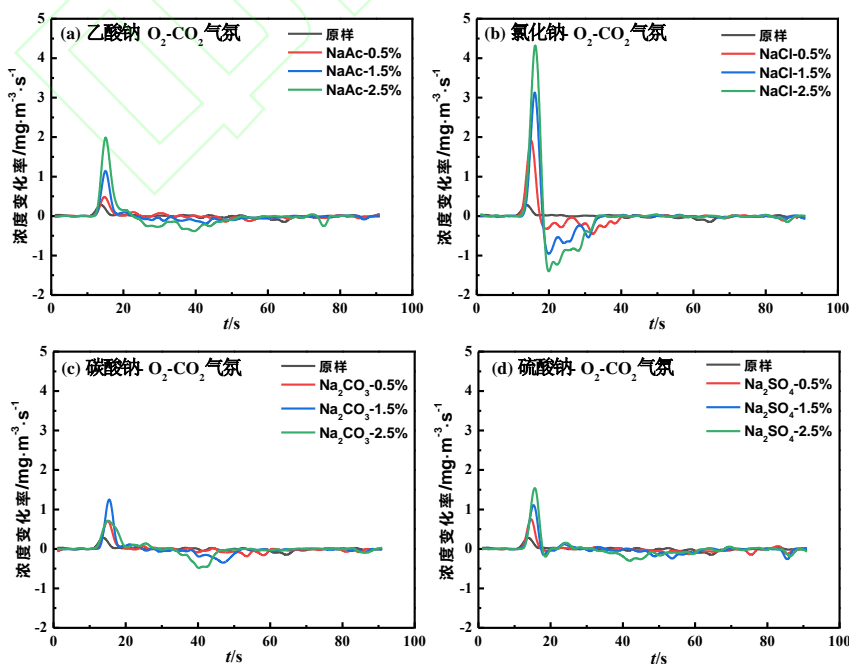 (a) 乙酸钠- O₂-CO₂气氛
原样
NaAc-0.5%
NaAc-1.5%
NaAc-2.5%
浓度变化率/mg·m⁻³·s⁻¹
5
4
3
2
1
0
-1
-2
0 20 40 60 80 100
t/s
(b) 氯化钠- O₂-CO₂气氛
原样
NaCl-0.5%
NaCl-1.5%
NaCl-2.5%
浓度变化率/mg·m⁻³·s⁻¹
5
4
3
2
1
0
-1
-2
0 20 40 60 80 100
t/s
(c) 碳酸钠- O₂-CO₂气氛
原样
Na₂CO₃-0.5%
Na₂CO₃-1.5%
Na₂CO₃-2.5%
浓度变化率/mg·m⁻³·s⁻¹
5
4
3
2
1
0
-1
-2
0 20 40 60 80 100
t/s
(d) 硫酸钠- O₂-CO₂气氛
原样
Na₂SO₄-0.5%
Na₂SO₄-1.5%
Na₂SO₄-2.5%
浓度变化率/mg·m⁻³·s⁻¹
5
4
3
2
1
0
-1
-2
0 20 40 60 80 100
t/s